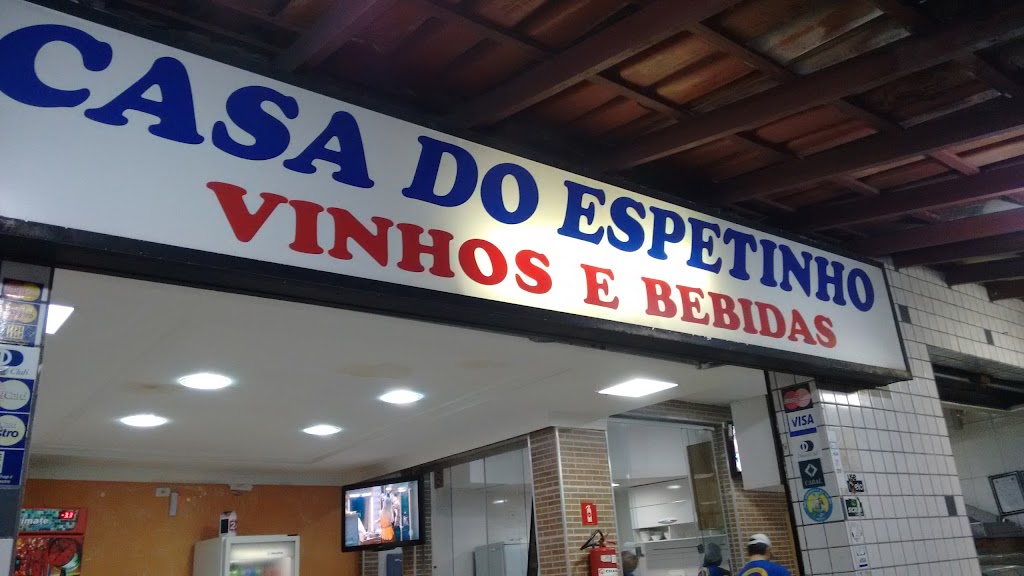 CASA DO ESPETINHO
VINHOS E BEBIDAS
VISA